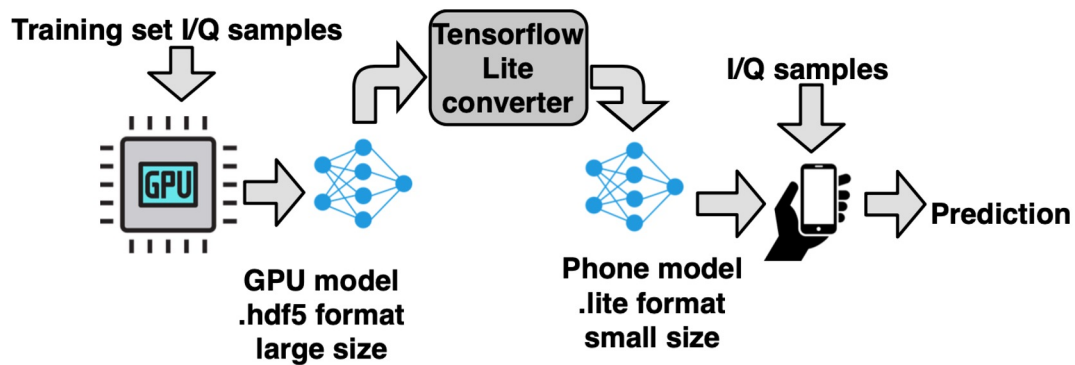 Training set I/Q samples
Tensorflow
Lite
converter
I/Q samples
GPU
Prediction
GPU model
.hdf5 format
large size
Phone model
.lite format
small size